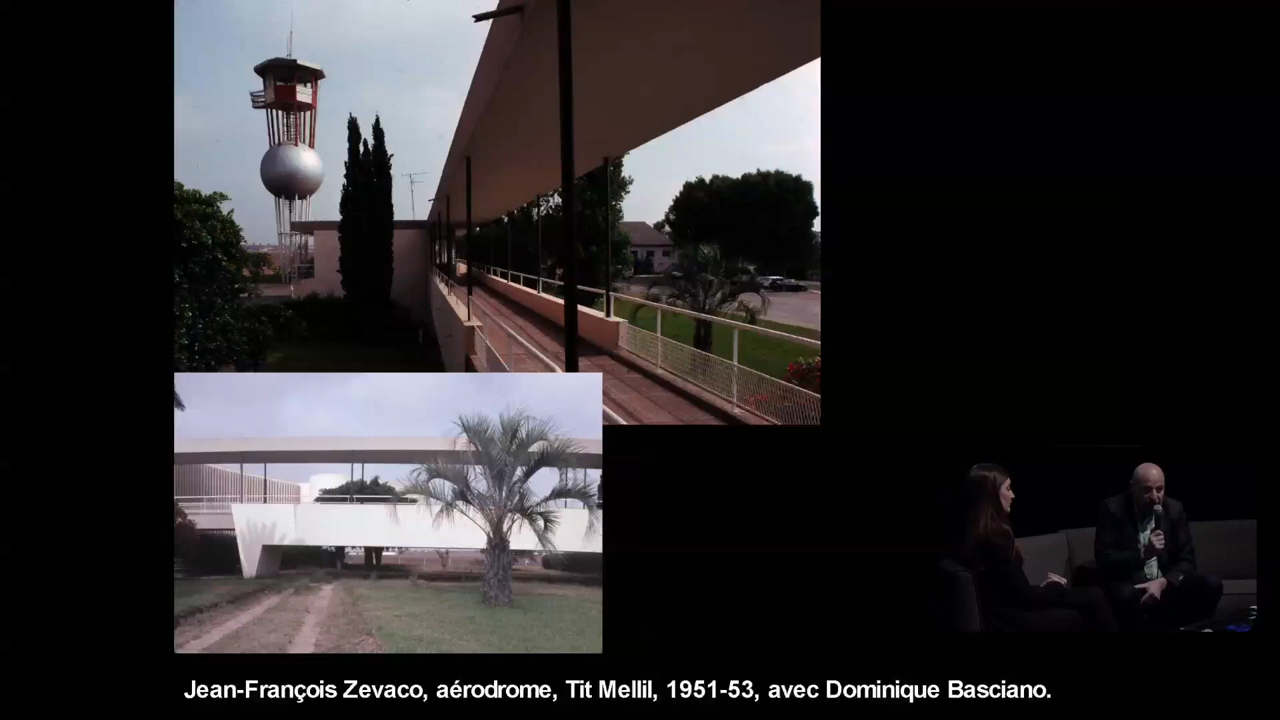 Jean-François Zevaco, aérodrome, Tit Mellil, 1951-53, avec Dominique Basciano.